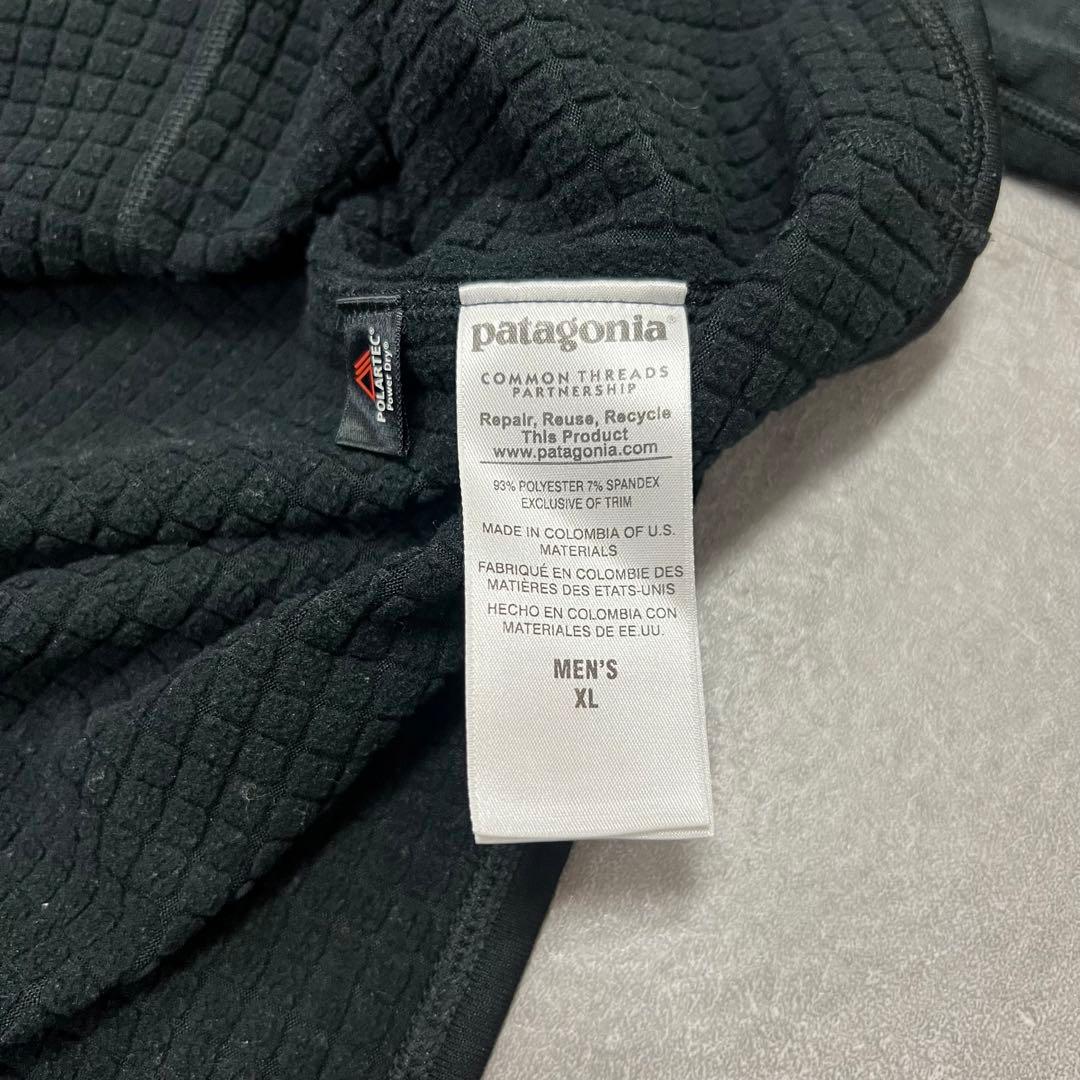 POLARTEC®
Power Dry®
patagonia®
COMMON THREADS
PARTNERSHIP
Repair, Reuse, Recycle
This Product
www.patagonia.com
93% POLYESTER 7% SPANDEX
EXCLUSIVE OF TRIM
MADE IN COLOMBIA OF U.S.
MATERIALS
FABRIQUÉ EN COLOMBIE DES
MATIÈRES DES ETATS-UNIS
HECHO EN COLOMBIA CON
MATERIALES DE EE.UU.
MEN'S
XL